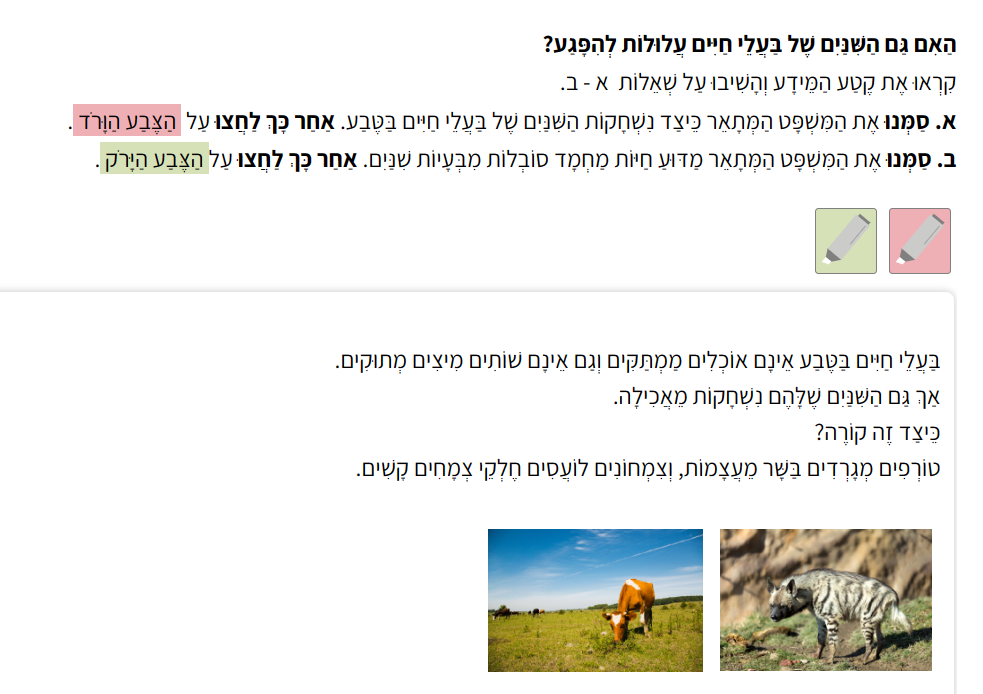 הַאִם גַּם הַשִּׁנַּיִם שֶׁל בַּעֲלֵי חַיִּים עֲלוּלוֹת לְהִפָּגַע?
קִרְאוּ אֶת קֶטַע הַמֵּידָע וְהָשִׁיבוּ עַל שְׁאֵלוֹת א - ב.
א. סַמְּנוּ אֶת הַמִּשְׁפָּט הַמְּתָאֵר כֵּיצַד נִשְׁחָקוֹת הַשִּׁנַּיִם שֶׁל בַּעֲלֵי חַיִּים בַּטֶּבַע. אַחַר כָּךְ לַחֲצוּ עַל הַצֶּבַע הַוָּרֹד .
ב. סַמְּנוּ אֶת הַמִּשְׁפָּט הַמְּתָאֵר מַדּוּעַ חַיּוֹת מַחְמָד סוֹבְלוֹת מִבְּעָיוֹת שִׁנַּיִם. אַחַר כָּךְ לַחֲצוּ עַל הַצֶּבַע הַיָּרֹק .
בַּעֲלֵי חַיִּים בַּטֶּבַע אֵינָם אוֹכְלִים מַמְתַּקִּים וְגַם אֵינָם שׁוֹתִים מִיצִים מְתוּקִים.
אַךְ גַּם הַשִּׁנַּיִם שֶׁלָּהֶם נִשְׁחָקוֹת מֵאֲכִילָה.
כֵּיצַד זֶה קוֹרֶה?
טוֹרְפִים מְגָרְדִים בַּשָּׂר מֵעֲצָמוֹת, וְצִמְחוֹנִים לוֹעֲסִים חֶלְקֵי צְמָחִים קָשִׁים.